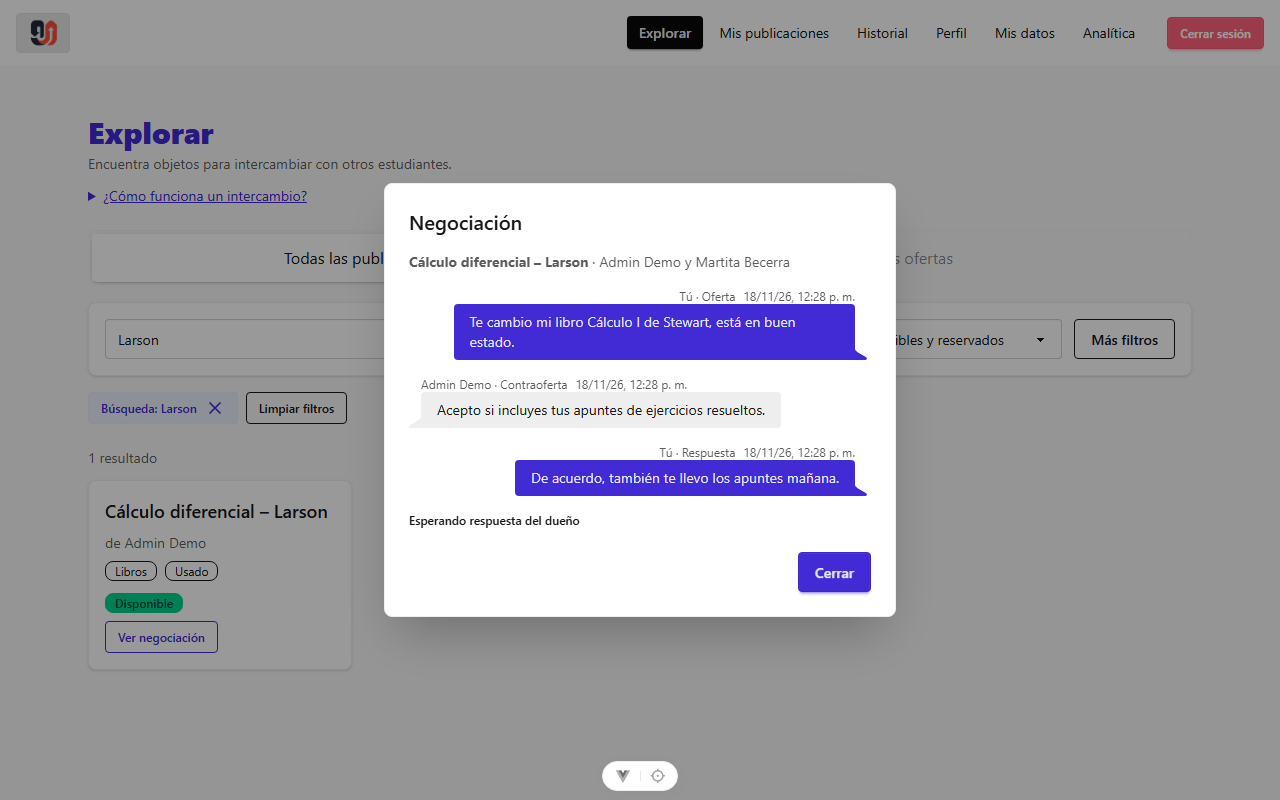 Explorar
Mis publicaciones
Historial
Perfil
Mis datos
Analítica
Cerrar sesión
Explorar
Encuentra objetos para intercambiar con otros estudiantes.
¿Cómo funciona un intercambio?
Todas las publ
s ofertas
Larson
ibles y reservados
Más filtros
Búsqueda: Larson
Limpiar filtros
1 resultado
Cálculo diferencial – Larson
de Admin Demo
Libros
Usado
Disponible
Ver negociación
Negociación
Cálculo diferencial – Larson · Admin Demo y Martita Becerra
Tú · Oferta 18/11/26, 12:28 p. m.
Te cambio mi libro Cálculo I de Stewart, está en buen
estado.
Admin Demo · Contraoferta 18/11/26, 12:28 p. m.
Acepto si incluyes tus apuntes de ejercicios resueltos.
Tú · Respuesta 18/11/26, 12:28 p. m.
De acuerdo, también te llevo los apuntes mañana.
Esperando respuesta del dueño
Cerrar